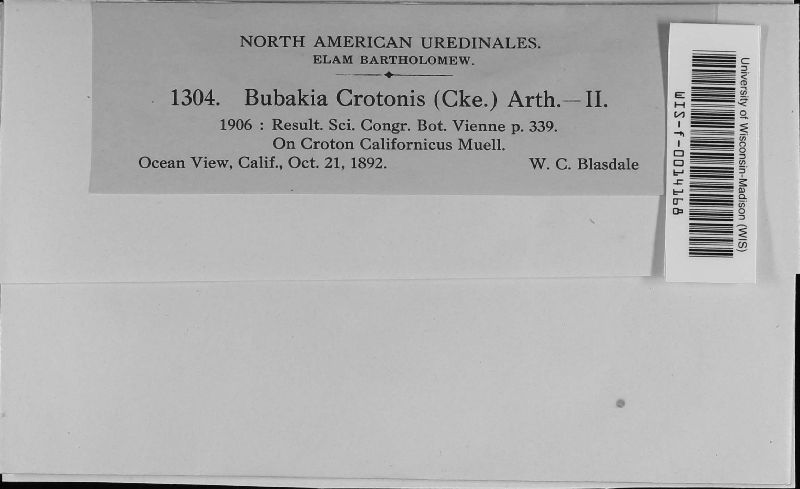 NORTH AMERICAN UREDINALES.
ELAM BARTHOLOMEW.
1304. Bubakia Crotonis (Cke.) Arth.—II.
1906 : Result. Sci. Congr. Bot. Vienne p. 339.
On Croton Californicus Muell.
Ocean View, Calif., Oct. 21, 1892. W. C. Blasdale
University of Wisconsin-Madison (WIS)
WIS-f-0014168